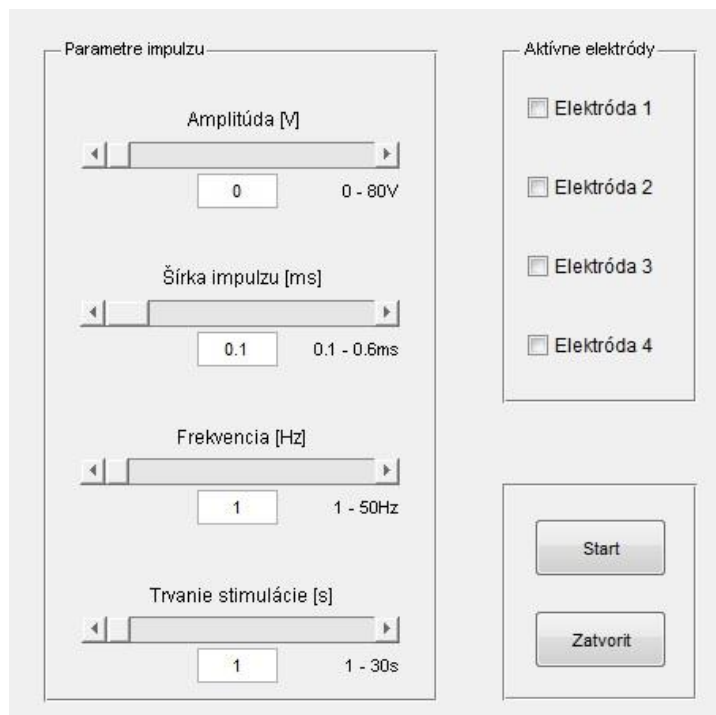 Parametre impulzu
Amplitúda [V]
0
0 - 80V
Šírka impulzu [ms]
0.1
0.1 - 0.6ms
Frekvencia [Hz]
1
1 - 50Hz
Trvanie stimulácie [s]
1
1 - 30s
Aktívne elektródy
Elektróda 1
Elektróda 2
Elektróda 3
Elektróda 4
Start
Zatvorit